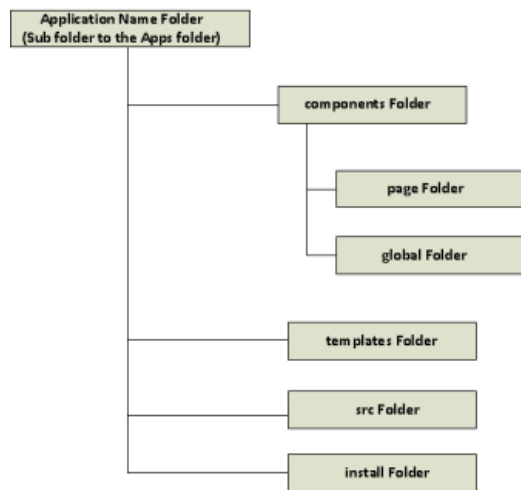 Application Name Folder
(Sub folder to the Apps folder)
components Folder
page Folder
global Folder
templates Folder
src Folder
install Folder